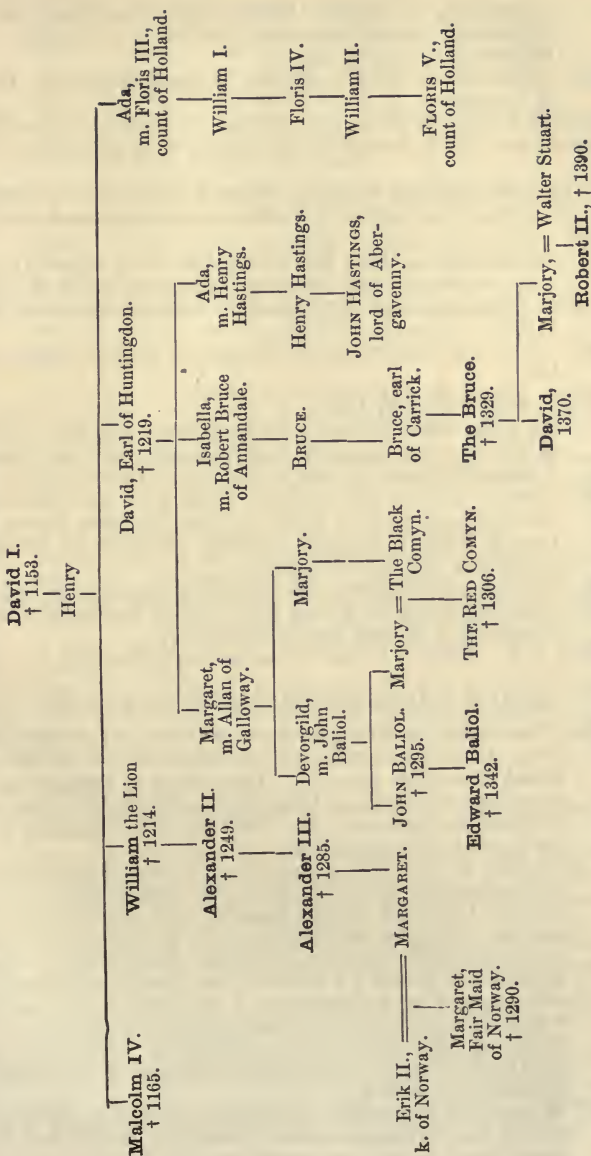 David I.
† 1153.
Henry
Malcolm IV.
† 1165.
William the Lion
† 1214.
David, Earl of Huntingdon.
† 1219.
Ada,
m. Floris III.,
count of Holland.
Alexander II.
† 1249.
Margaret,
m. Allan of
Galloway.
Isabella,
m. Robert Bruce
of Annandale.
Ada,
m. Henry
Hastings.
William I.
Alexander III.
† 1285.
Devorgild,
m. John
Baliol.
Marjory.
BRUCE.
Henry Hastings.
Floris IV.
William II.
Erik II.,
k. of Norway.
MARGARET.
JOHN BALIOL.
† 1295.
Marjory = The Black
Comyn.
Bruce, earl
of Carrick.
JOHN HASTINGS,
lord of Aber-
gavenny.
FLORIS V.,
count of Holland.
Margaret,
Fair Maid
of Norway.
† 1290.
Edward Baliol.
† 1342.
THE RED COMYN.
† 1306.
The Bruce.
† 1329.
David,
1370.
Marjory, = Walter Stuart.
Robert II., † 1390.